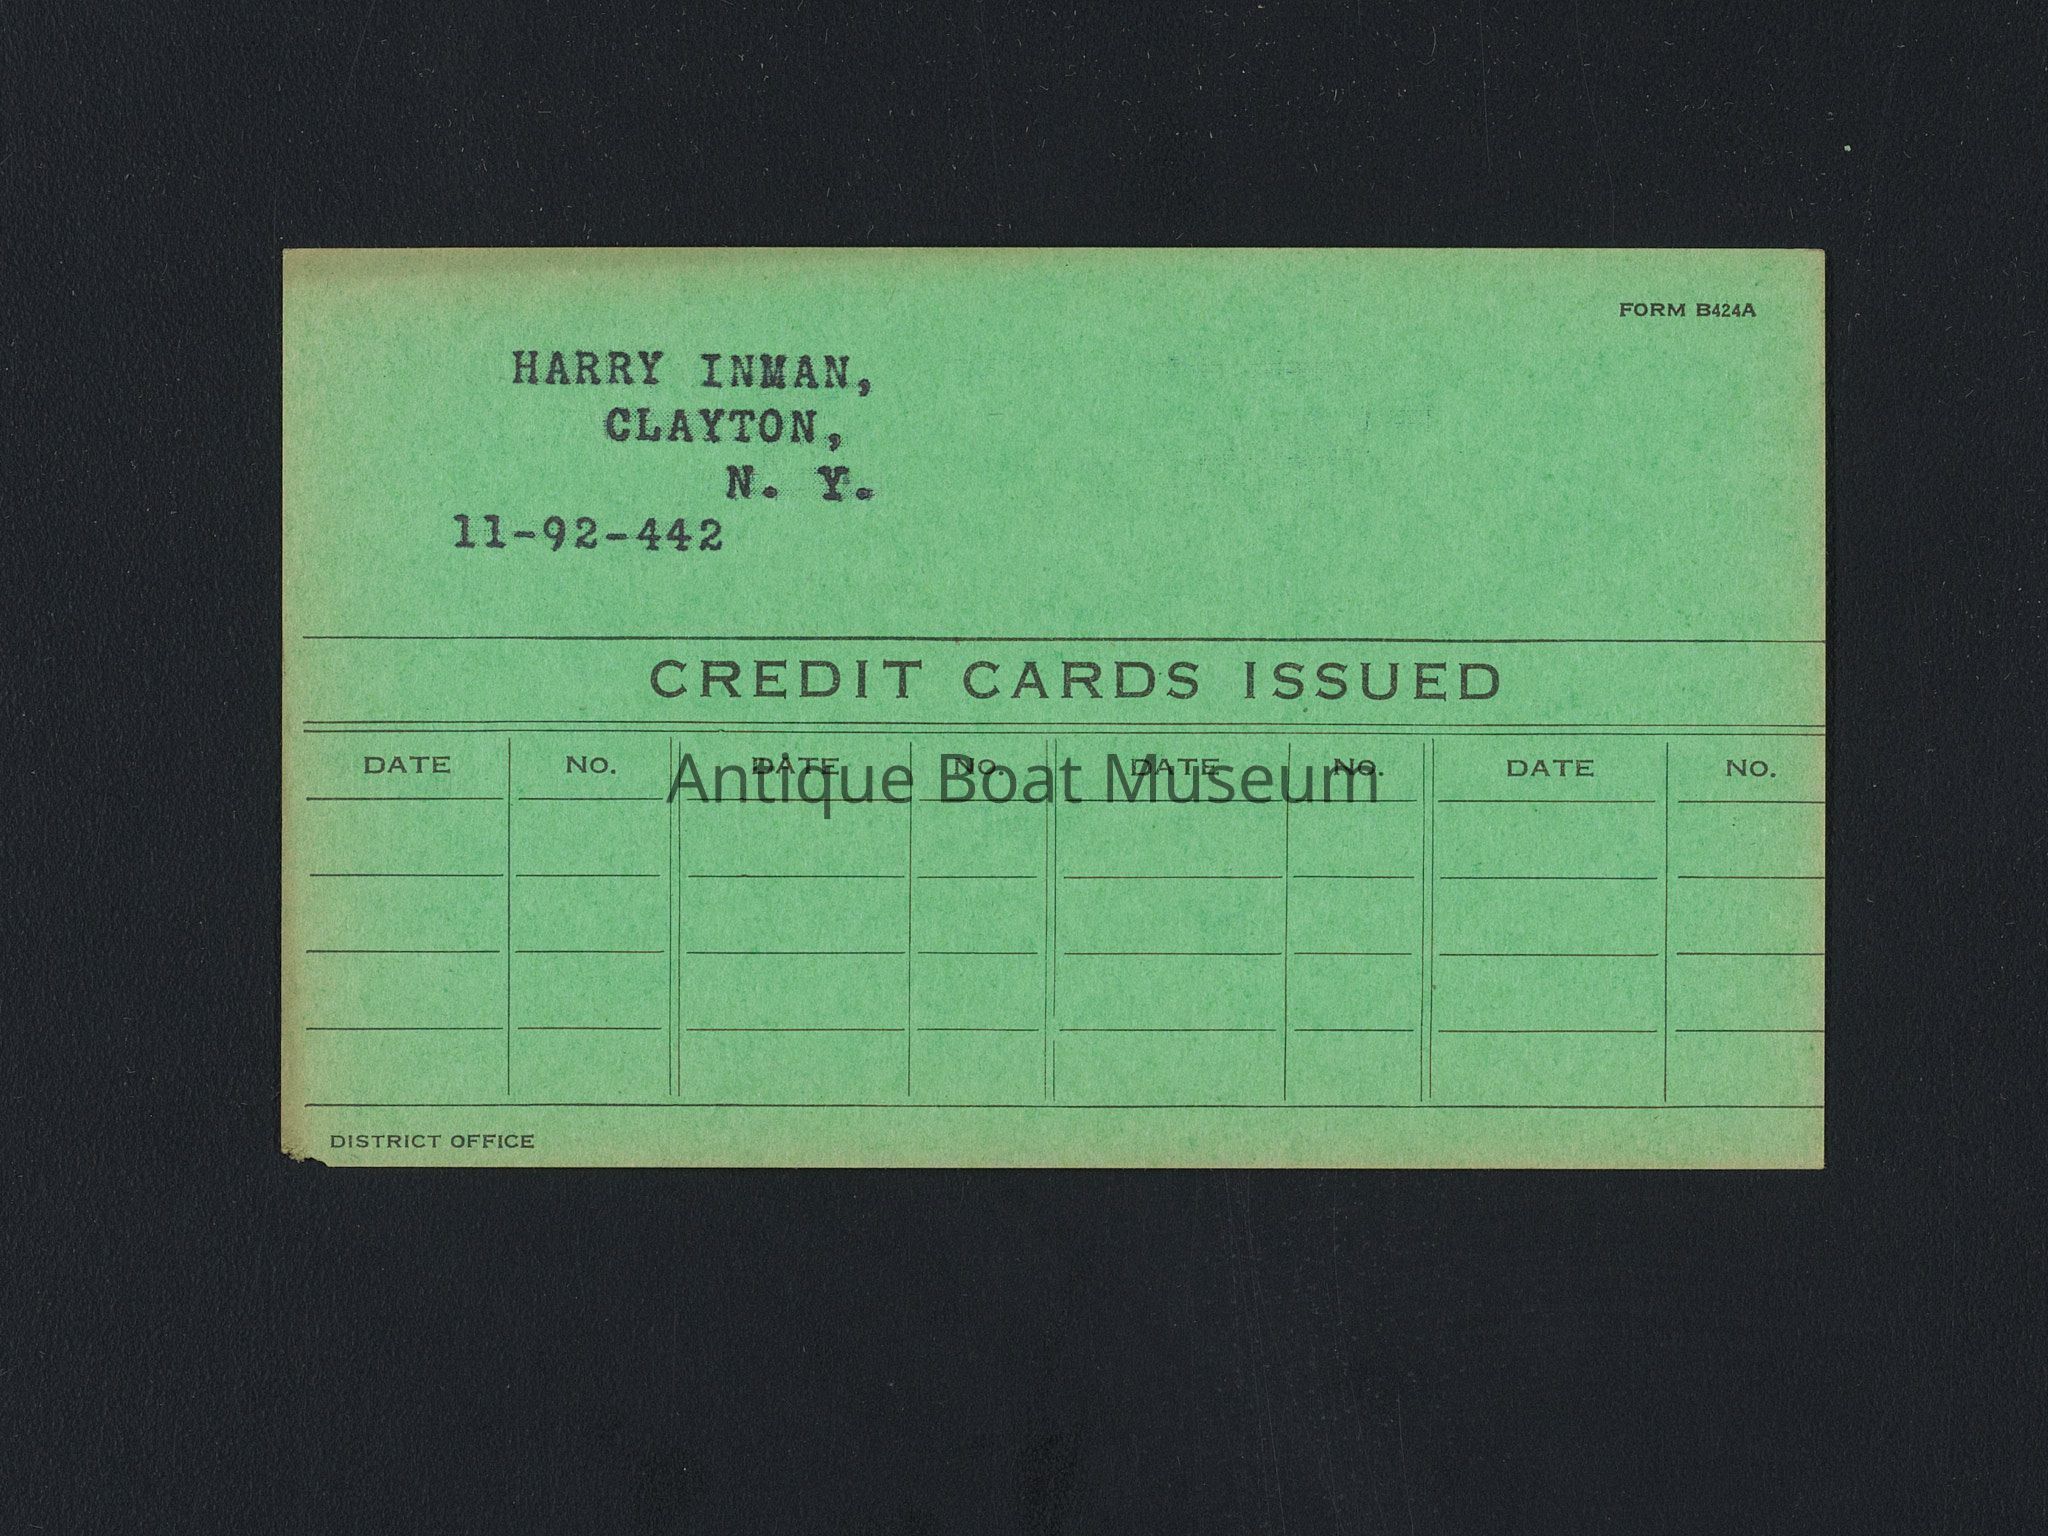 FORM B424A
HARRY INMAN,
CLAYTON,
N. Y.
11-92-442
CREDIT CARDS ISSUED
DATE NO. DATE NO. DATE NO. DATE NO.
Antique Boat Museum
DISTRICT OFFICE